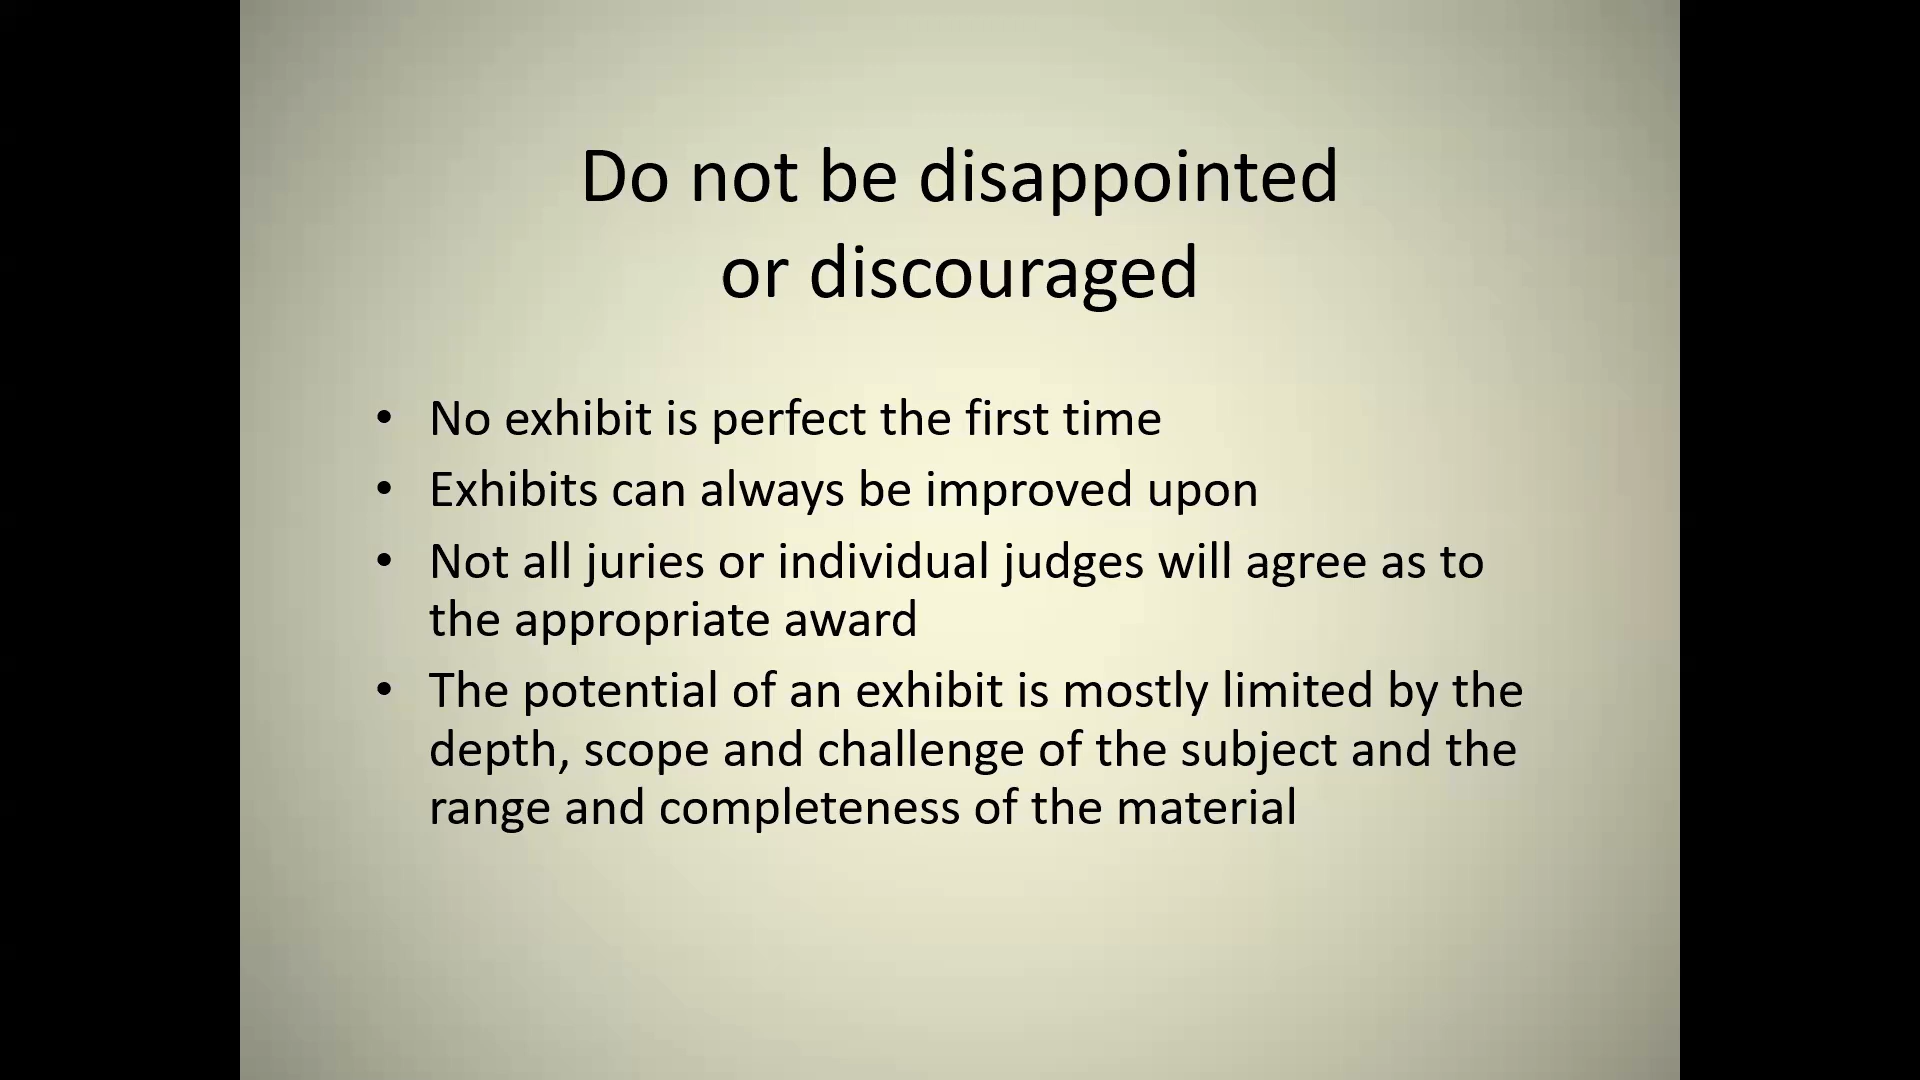 Do not be disappointed
or discouraged
• No exhibit is perfect the first time
• Exhibits can always be improved upon
• Not all juries or individual judges will agree as to
the appropriate award
• The potential of an exhibit is mostly limited by the
depth, scope and challenge of the subject and the
range and completeness of the material